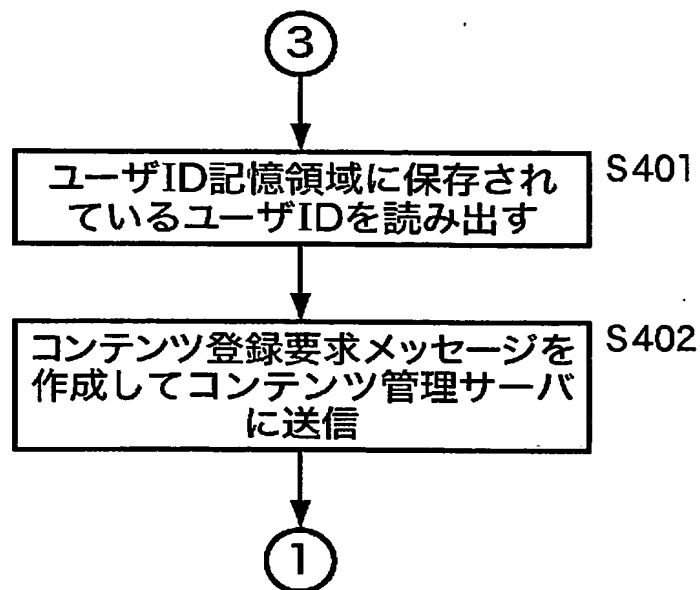 3
ユーザID記憶領域に保存され
ているユーザIDを読み出す
S401
コンテンツ登録要求メッセージを
作成してコンテンツ管理サーバ
に送信
S402
1